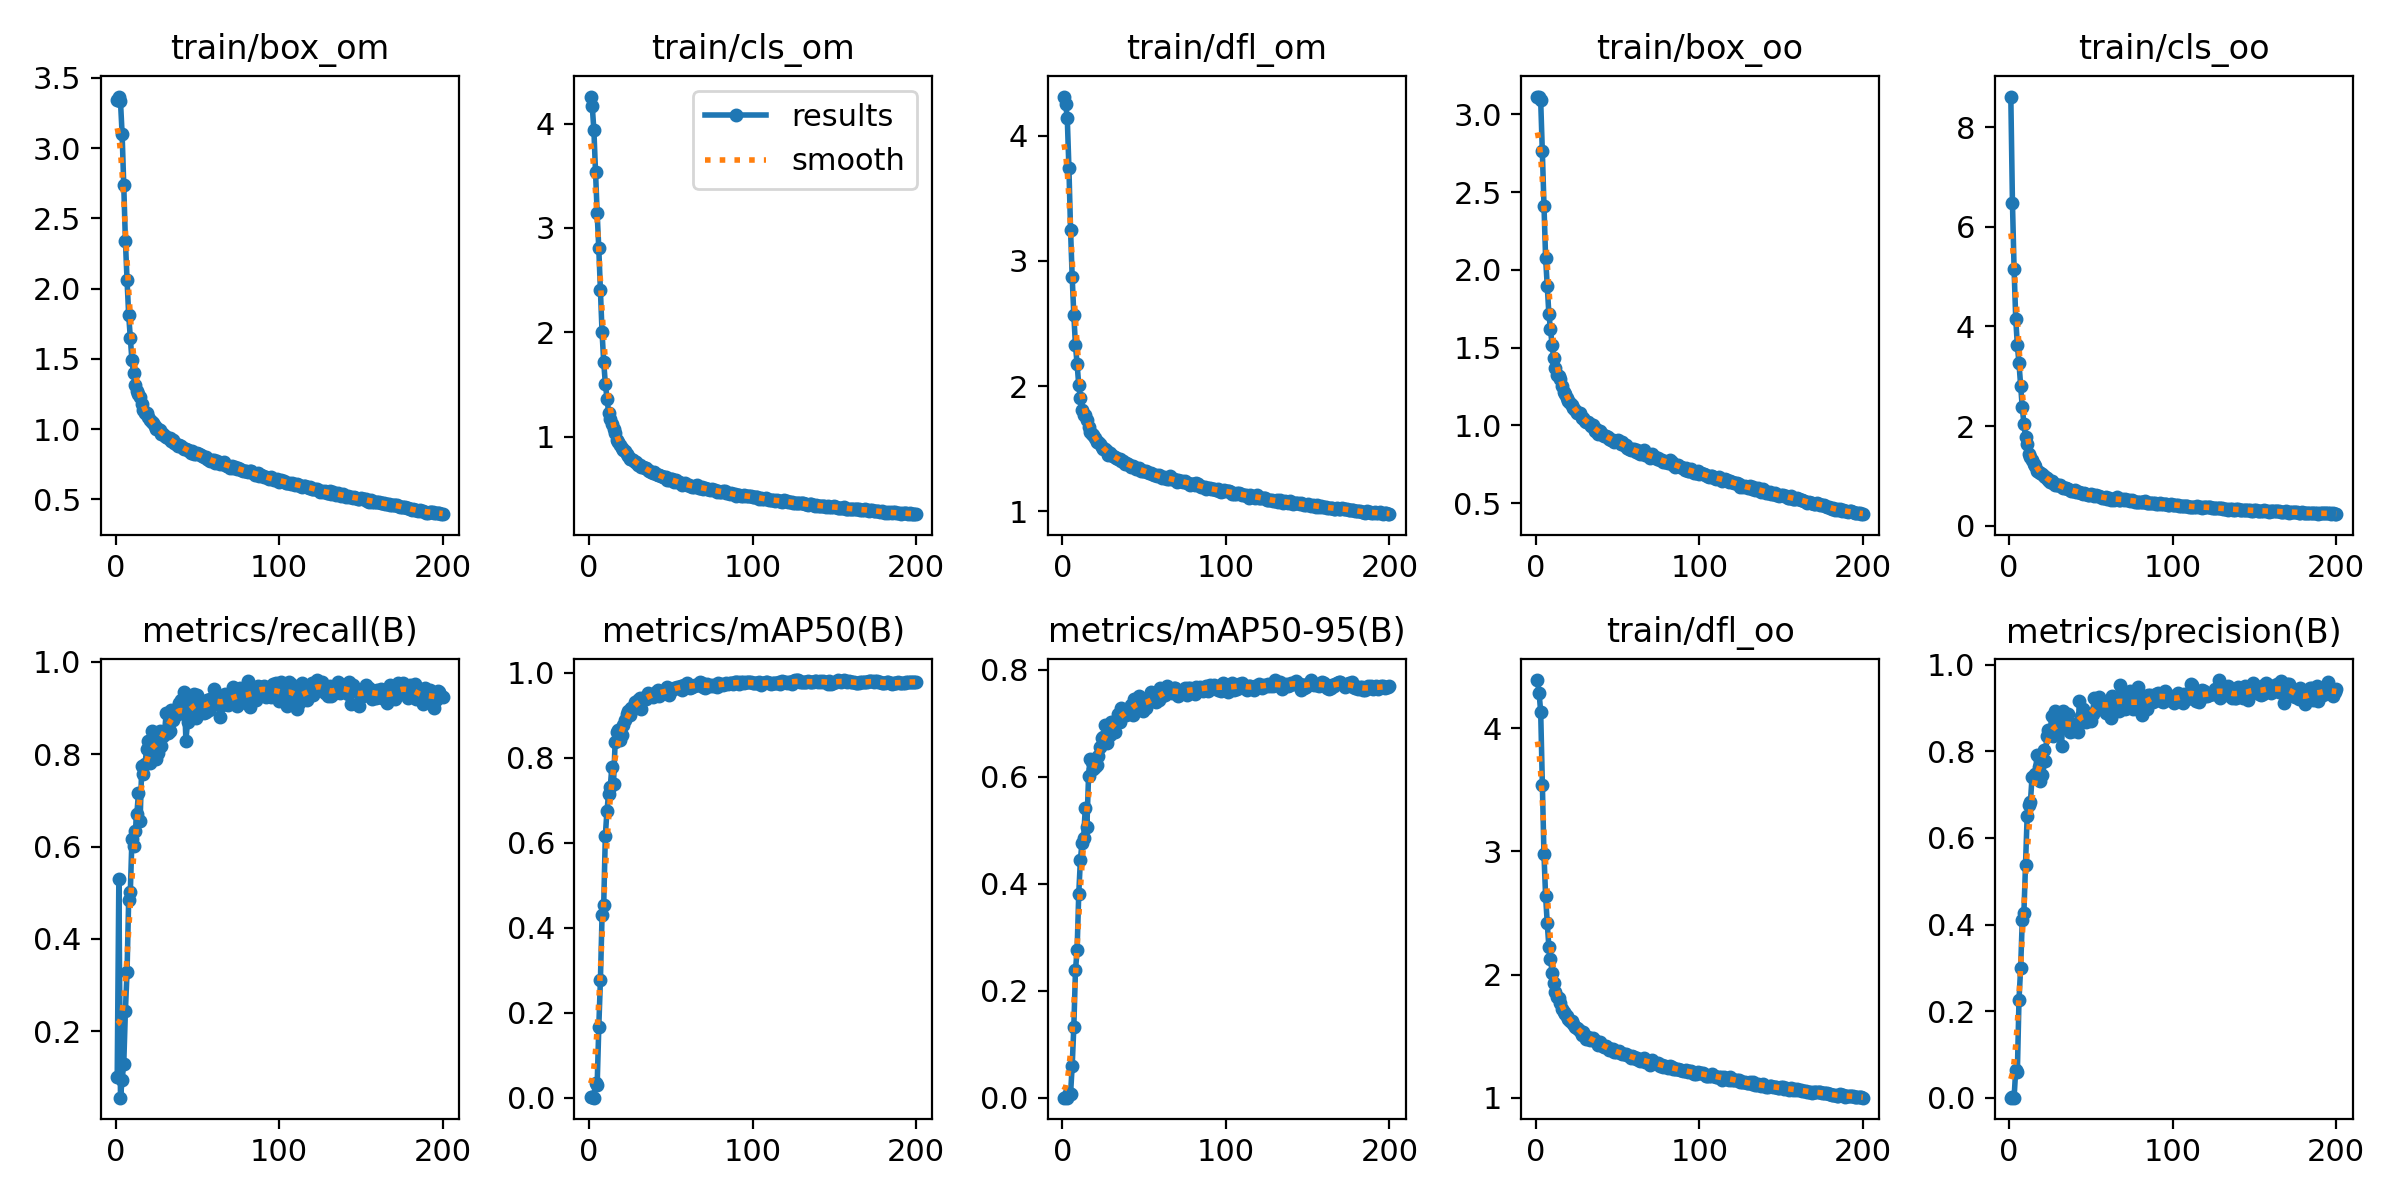 train/box_om
3.5
3.0
2.5
2.0
1.5
1.0
0.5
0 100 200
train/cls_om
results
smooth
4
3
2
1
0 100 200
train/dfl_om
4
3
2
1
0 100 200
train/box_oo
3.0
2.5
2.0
1.5
1.0
0.5
0 100 200
train/cls_oo
8
6
4
2
0
0 100 200
metrics/recall(B)
1.0
0.8
0.6
0.4
0.2
0 100 200
metrics/mAP50(B)
1.0
0.8
0.6
0.4
0.2
0.0
0 100 200
metrics/mAP50-95(B)
0.8
0.6
0.4
0.2
0.0
0 100 200
train/dfl_oo
4
3
2
1
0 100 200
metrics/precision(B)
1.0
0.8
0.6
0.4
0.2
0.0
0 100 200